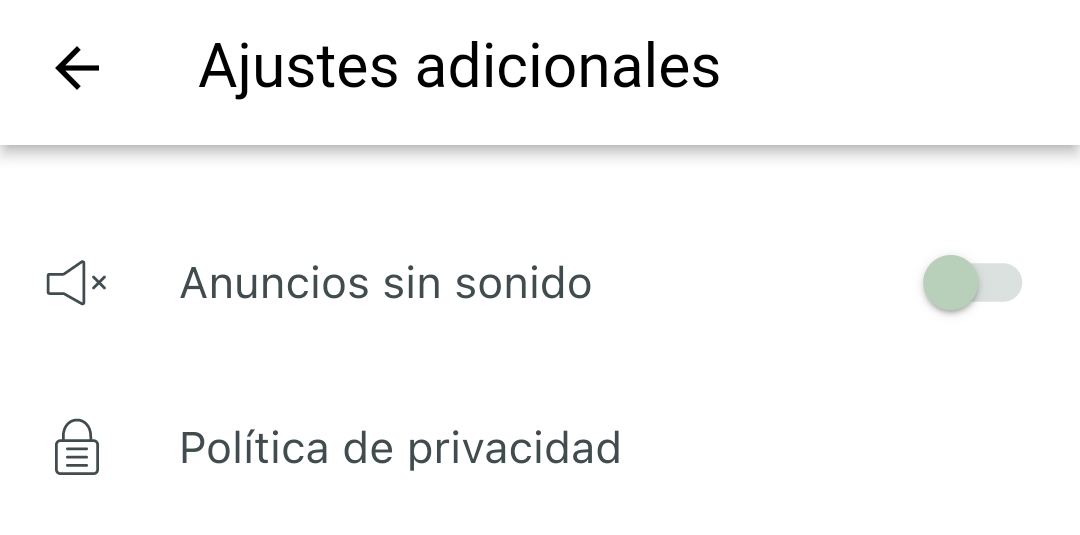 Ajustes adicionales
Anuncios sin sonido
Política de privacidad